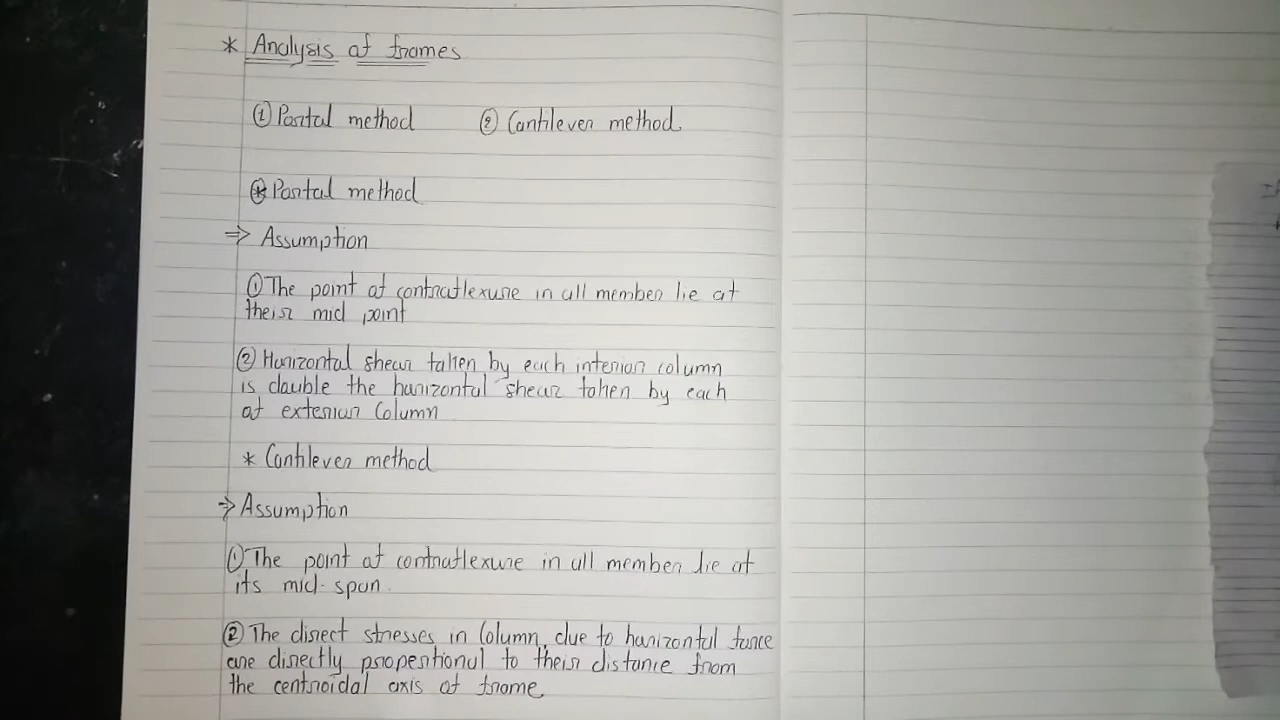 * Analysis of frames
① Portal method ② Cantilever method
* Portal method
⇒ Assumption
① The point of contraflexure in all member lie at
their mid point
② Horizontal shear taken by each interior column
is double the horizontal shear taken by each
of exterior Column
* Cantilever method
⇒ Assumption
① The point of contraflexure in all member lie at
its mid-span.
② The direct stresses in Column, due to horizontal force
are directly propertional to their distance from
the centroidal axis of frame.